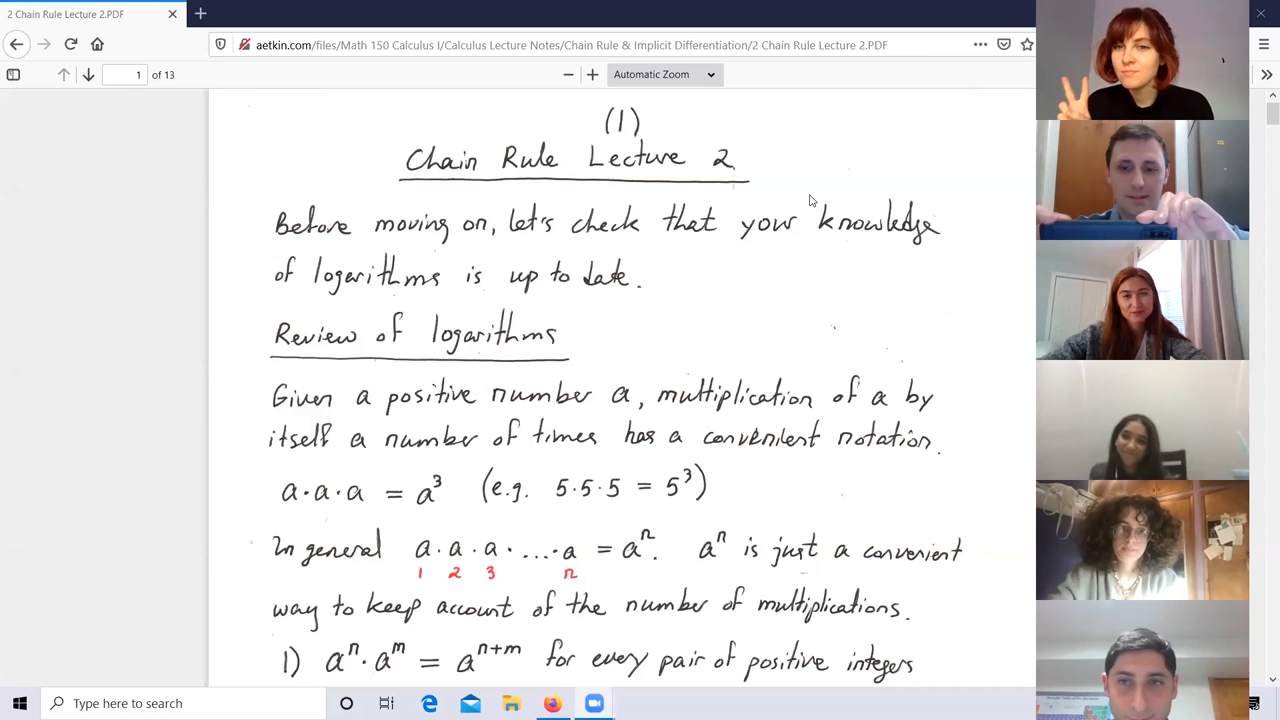 2 Chain Rule Lecture 2.PDF
aetkin.com/files/Math 150 Calculus I/Calculus Lecture Notes/Chain Rule & Implicit Differentiation/2 Chain Rule Lecture 2.PDF
1 of 13
Automatic Zoom
(1)
Chain Rule Lecture 2
Before moving on, let's check that your knowledge
of logarithms is up to date.
Review of logarithms
Given a positive number a, multiplication of a by
itself a number of times has a convenient notation.
a·a·a = a³ (e.g. 5·5·5 = 5³)
In general a·a·a·...·a = aⁿ. aⁿ is just a convenient
1 2 3 n
way to keep account of the number of multiplications.
1) aⁿ·aᵐ = aⁿ⁺ᵐ for every pair of positive integers
Type here to search